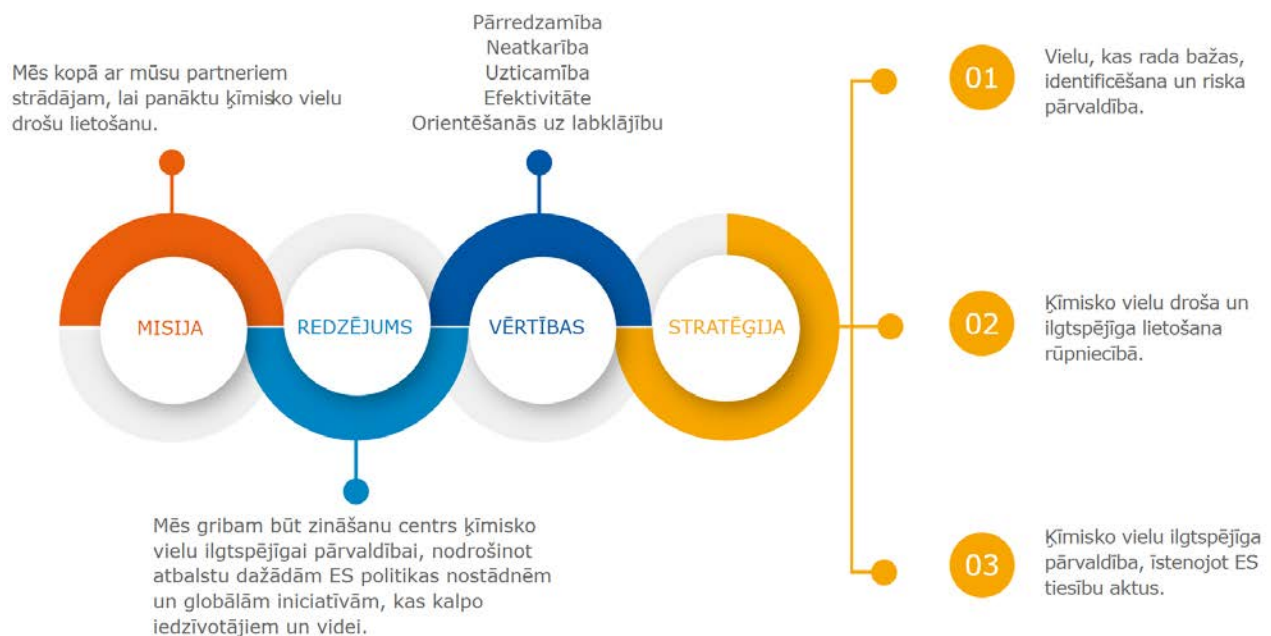 Mēs kopā ar mūsu partneriem
strādājam, lai panāktu ķīmisko vielu
drošu lietošanu.
MISIJA
REDZĒJUMS
Mēs gribam būt zināšanu centrs ķīmisko
vielu ilgtspējīgai pārvaldībai, nodrošinot
atbalstu dažādām ES politikas nostādnēm
un globālām iniciatīvām, kas kalpo
iedzīvotājiem un videi.
Pārredzamība
Neatkarība
Uzticamība
Efektivitāte
Orientēšanās uz labklājību
VĒRTĪBAS
STRATĒĢIJA
01
Vielu, kas rada bažas,
identificēšana un riska
pārvaldība.
02
Ķīmisko vielu droša un
ilgtspējīga lietošana
rūpniecībā.
03
Ķīmisko vielu ilgtspējīga
pārvaldība, īstenojot ES
tiesību aktus.